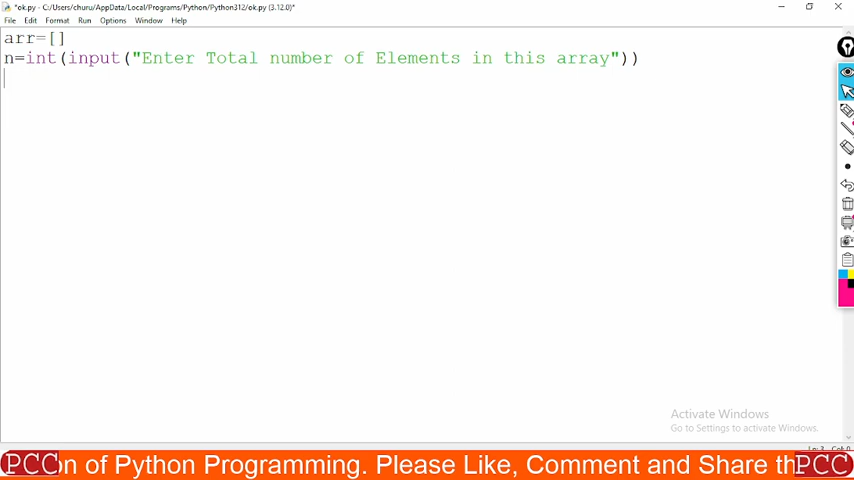 *ok.py - C:/Users/churu/AppData/Local/Programs/Python/Python312/ok.py (3.12.0)*
File Edit Format Run Options Window Help
arr=[]
n=int(input("Enter Total number of Elements in this array"))
Activate Windows
Go to Settings to activate Windows.
PCC on of Python Programming. Please Like, Comment and Share th PCC